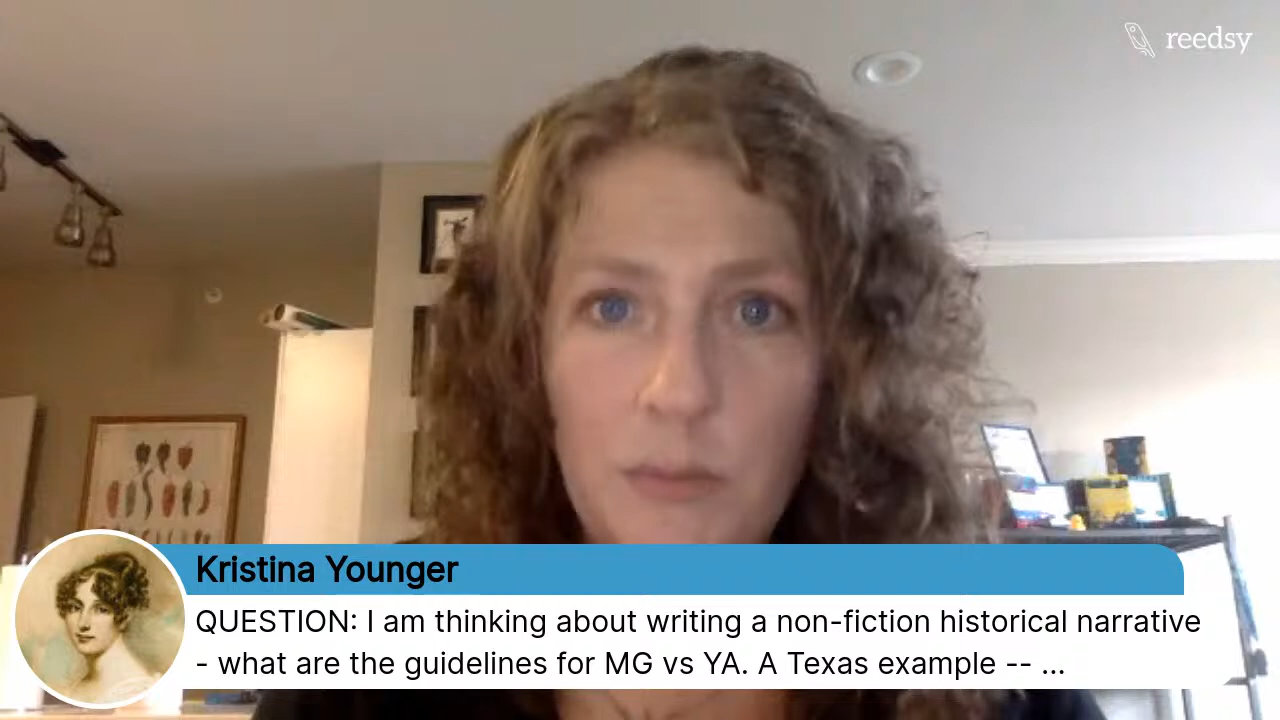 reedsy
Kristina Younger
QUESTION: I am thinking about writing a non-fiction historical narrative
- what are the guidelines for MG vs YA. A Texas example -- ...